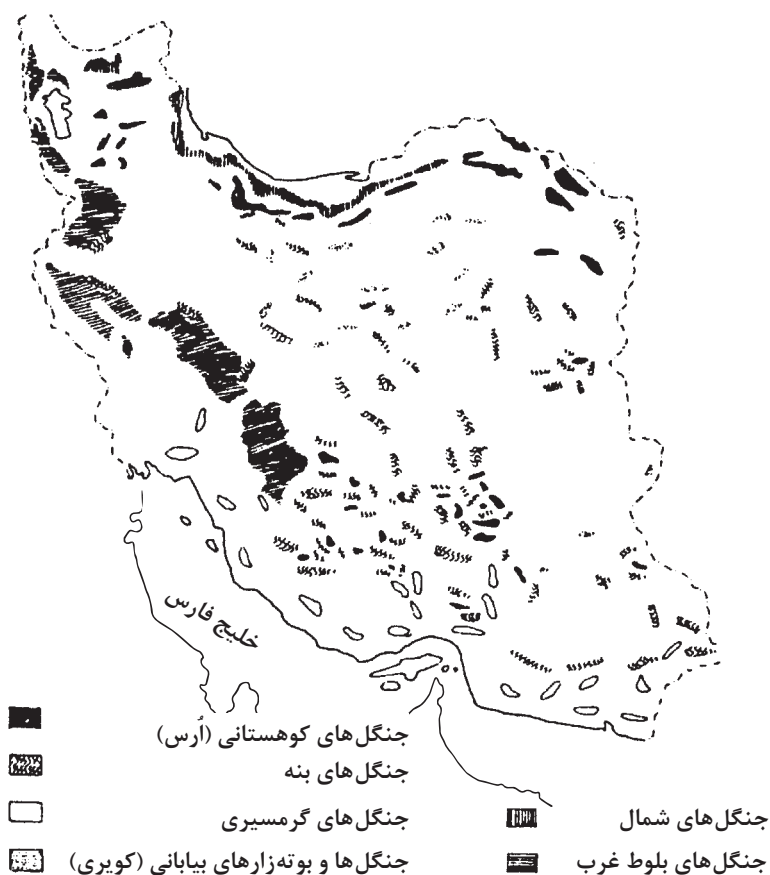 خلیج فارس
جنگل‌های کوهستانی (اُرس)
جنگل‌های بنه
جنگل‌های گرمسیری
جنگل‌ها و بوته‌زارهای بیابانی (کویری)
جنگل‌های شمال
جنگل‌های بلوط غرب